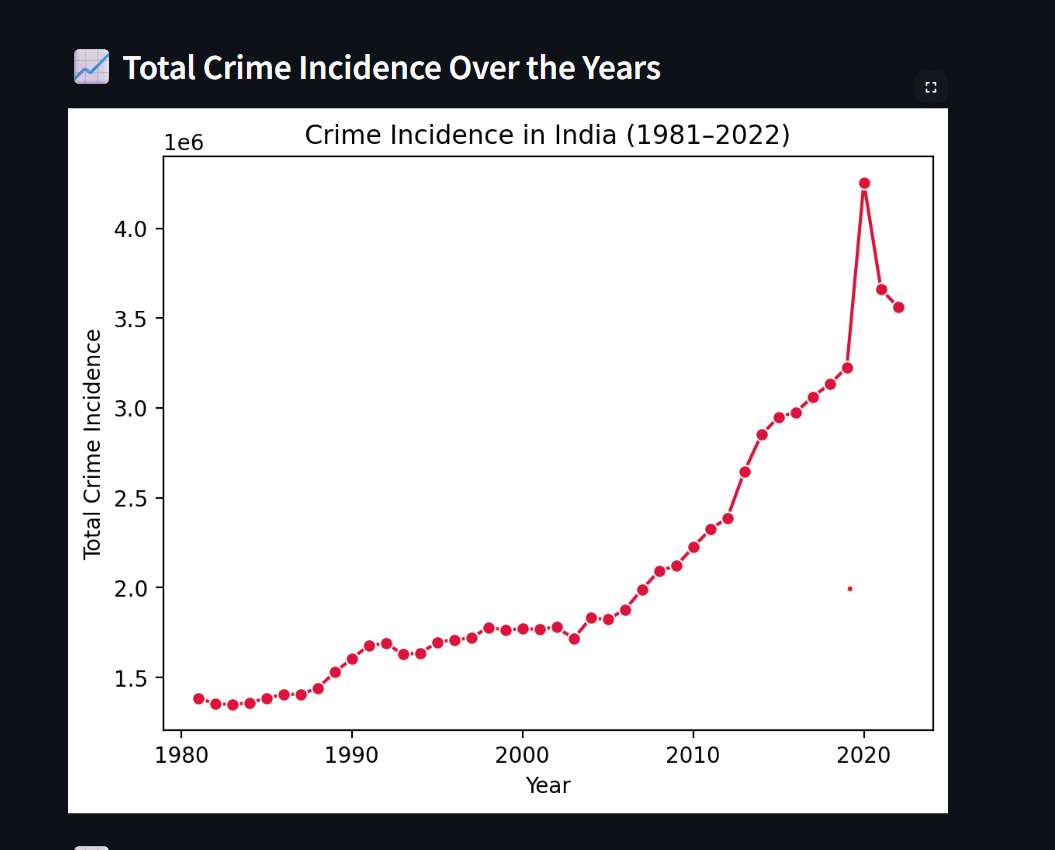 📈 Total Crime Incidence Over the Years
Crime Incidence in India (1981–2022)
1e6
4.0
3.5
3.0
2.5
2.0
1.5
Total Crime Incidence
1980 1990 2000 2010 2020
Year